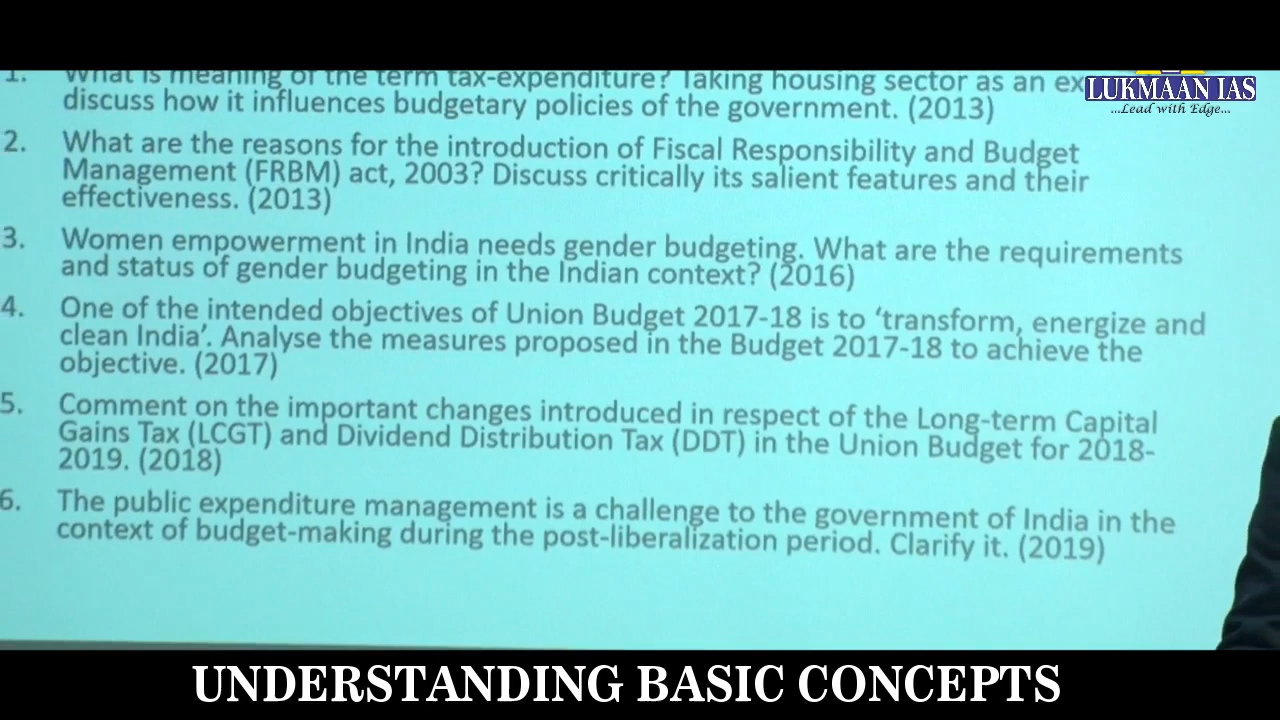 1. What is meaning of the term tax-expenditure? Taking housing sector as an ex
discuss how it influences budgetary policies of the government. (2013)
2. What are the reasons for the introduction of Fiscal Responsibility and Budget
Management (FRBM) act, 2003? Discuss critically its salient features and their
effectiveness. (2013)
3. Women empowerment in India needs gender budgeting. What are the requirements
and status of gender budgeting in the Indian context? (2016)
4. One of the intended objectives of Union Budget 2017-18 is to ‘transform, energize and
clean India’. Analyse the measures proposed in the Budget 2017-18 to achieve the
objective. (2017)
5. Comment on the important changes introduced in respect of the Long-term Capital
Gains Tax (LCGT) and Dividend Distribution Tax (DDT) in the Union Budget for 2018-
2019. (2018)
6. The public expenditure management is a challenge to the government of India in the
context of budget-making during the post-liberalization period. Clarify it. (2019)
LUKMAAN IAS
...Lead with Edge...
UNDERSTANDING BASIC CONCEPTS